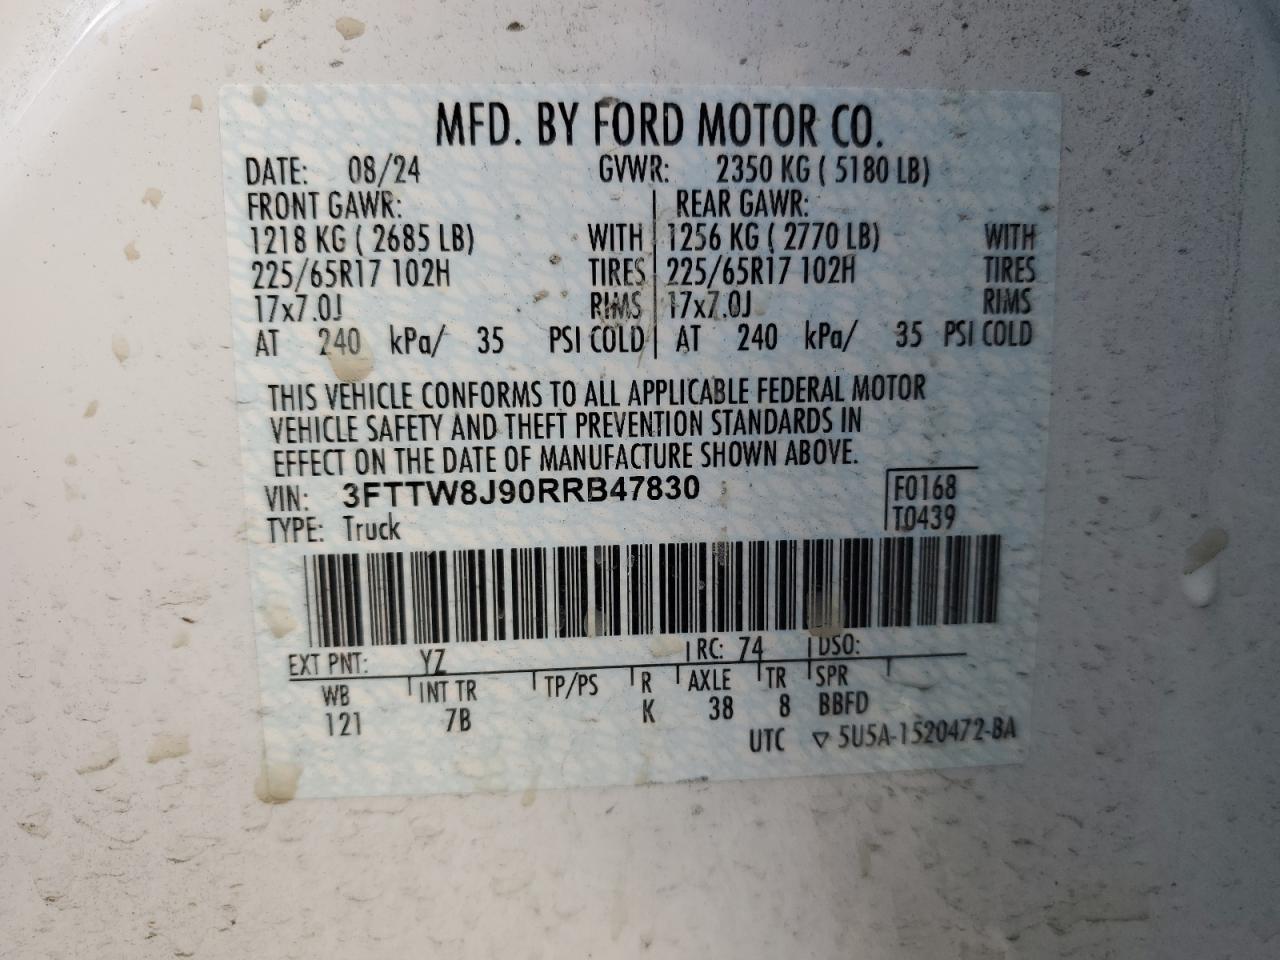 MFD. BY FORD MOTOR CO.
DATE: 08/24 GVWR: 2350 KG ( 5180 LB)
FRONT GAWR: REAR GAWR:
1218 KG ( 2685 LB) WITH 1256 KG ( 2770 LB) WITH
225/65R17 102H TIRES 225/65R17 102H TIRES
17x7.0J RIMS 17x7.0J RIMS
AT 240 kPa/ 35 PSI COLD AT 240 kPa/ 35 PSI COLD
THIS VEHICLE CONFORMS TO ALL APPLICABLE FEDERAL MOTOR
VEHICLE SAFETY AND THEFT PREVENTION STANDARDS IN
EFFECT ON THE DATE OF MANUFACTURE SHOWN ABOVE.
VIN: 3FTTW8J90RRB47830 F0168
TYPE: Truck T0439
EXT PNT: YZ RC: 74 DSO:
WB INT TR TP/PS R AXLE TR SPR
121 7B K 38 8 BBFD
UTC ▽ 5U5A-1520472-BA